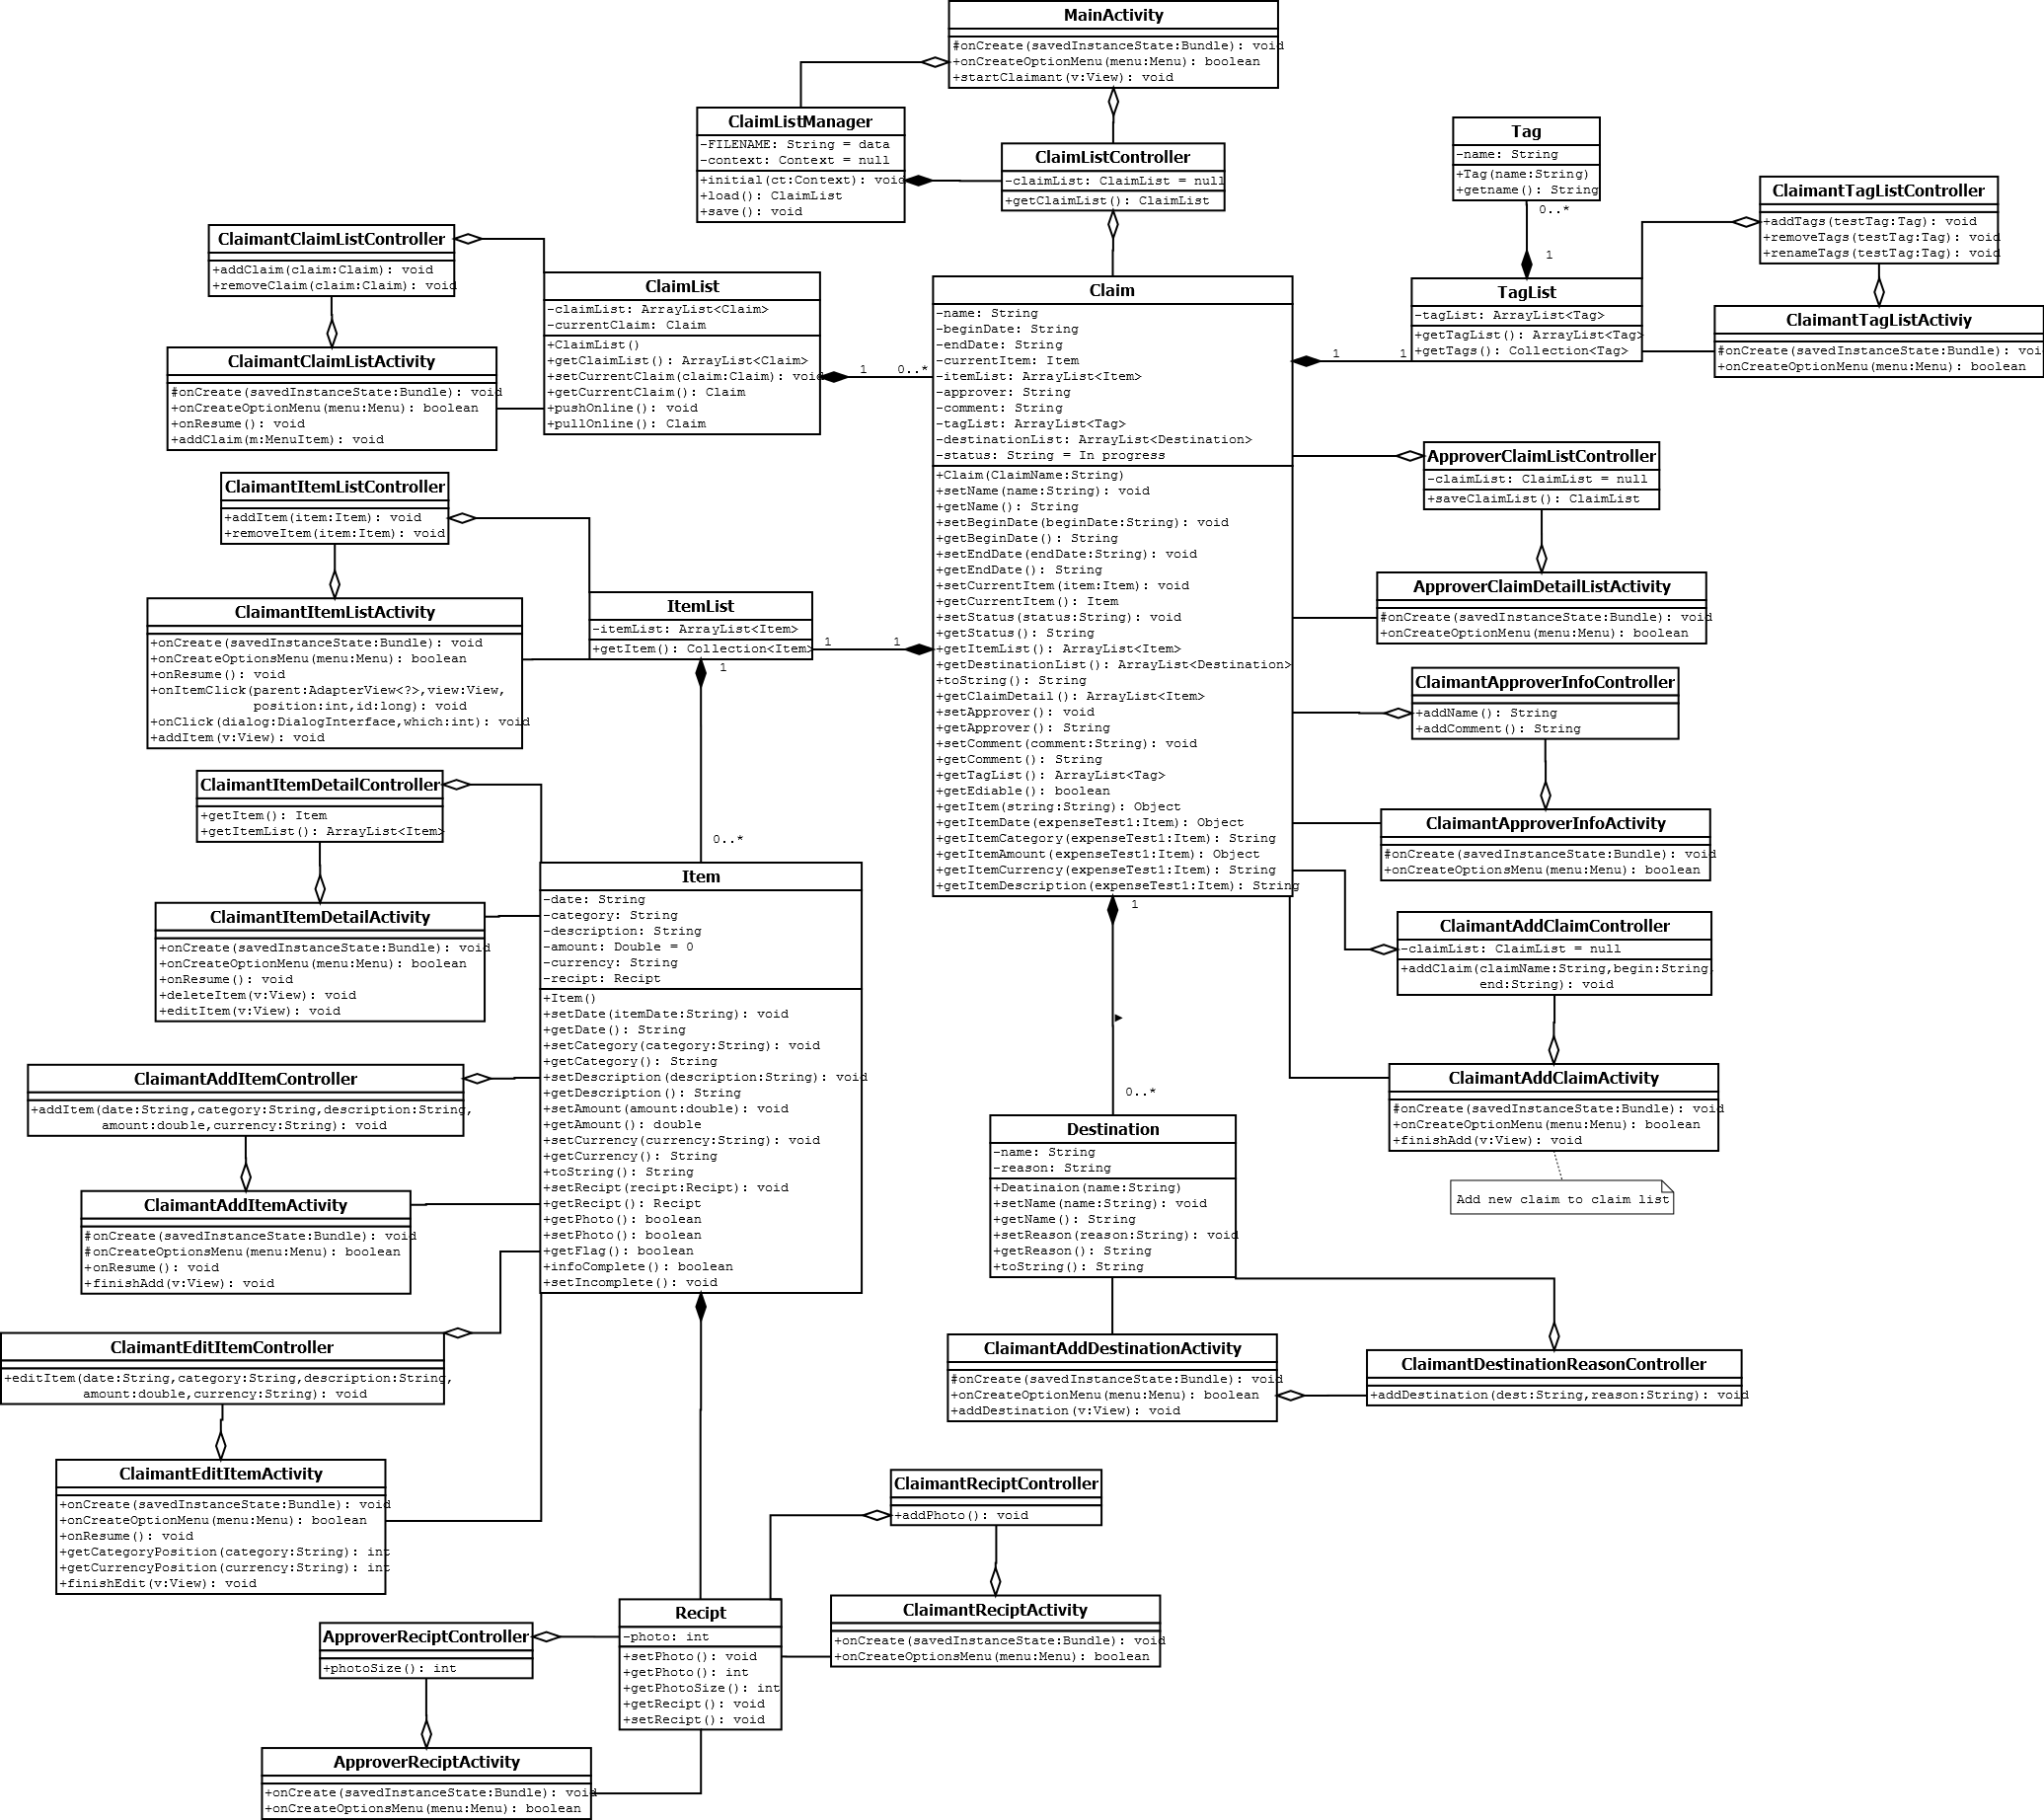 MainActivity
#onCreate(savedInstanceState:Bundle): void
+onCreateOptionMenu(menu:Menu): boolean
+startClaimant(v:View): void
ClaimListManager
-FILENAME: String = data
-context: Context = null
+initial(ct:Context): void
+load(): ClaimList
+save(): void
ClaimListController
-claimList: ClaimList = null
+getClaimList(): ClaimList
Tag
-name: String
+Tag(name:String)
+getname(): String
0..*
1
ClaimantTagListController
+addTags(testTag:Tag): void
+removeTags(testTag:Tag): void
+renameTags(testTag:Tag): void
TagList
-tagList: ArrayList<Tag>
+getTagList(): ArrayList<Tag>
+getTags(): Collection<Tag>
1
1
ClaimantTagListActiviy
#onCreate(savedInstanceState:Bundle): void
+onCreateOptionMenu(menu:Menu): boolean
ClaimantClaimListController
+addClaim(claim:Claim): void
+removeClaim(claim:Claim): void
ClaimantClaimListActivity
#onCreate(savedInstanceState:Bundle): void
+onCreateOptionMenu(menu:Menu): boolean
+onResume(): void
+addClaim(m:MenuItem): void
ClaimList
-claimList: ArrayList<Claim>
-currentClaim: Claim
+ClaimList()
+getClaimList(): ArrayList<Claim>
+setCurrentClaim(claim:Claim): void
+getCurrentClaim(): Claim
+pushOnline(): void
+pullOnline(): Claim
1
0..*
Claim
-name: String
-beginDate: String
-endDate: String
-currentItem: Item
-itemList: ArrayList<Item>
-approver: String
-comment: String
-tagList: ArrayList<Tag>
-destinationList: ArrayList<Destination>
-status: String = In progress
+Claim(ClaimName:String)
+setName(name:String): void
+getName(): String
+setBeginDate(beginDate:String): void
+getBeginDate(): String
+setEndDate(endDate:String): void
+getEndDate(): String
+setCurrentItem(item:Item): void
+getCurrentItem(): Item
+setStatus(status:String): void
+getStatus(): String
+getItemList(): ArrayList<Item>
+getDestinationList(): ArrayList<Destination>
+toString(): String
+getClaimDetail(): ArrayList<Item>
+setApprover(): void
+getApprover(): String
+setComment(comment:String): void
+getComment(): String
+getTagList(): ArrayList<Tag>
+getEdiable(): boolean
+getItem(string:String): Object
+getItemDate(expenseTest1:Item): Object
+getItemCategory(expenseTest1:Item): String
+getItemAmount(expenseTest1:Item): Object
+getItemCurrency(expenseTest1:Item): String
+getItemDescription(expenseTest1:Item): String
ApproverClaimListController
-claimList: ClaimList = null
+saveClaimList(): ClaimList
ApproverClaimDetailListActivity
#onCreate(savedInstanceState:Bundle): void
+onCreateOptionMenu(menu:Menu): boolean
ClaimantApproverInfoController
+addName(): String
+addComment(): String
ClaimantApproverInfoActivity
#onCreate(savedInstanceState:Bundle): void
+onCreateOptionsMenu(menu:Menu): boolean
ClaimantAddClaimController
-claimList: ClaimList = null
+addClaim(claimName:String,begin:String,
end:String): void
ClaimantAddClaimActivity
#onCreate(savedInstanceState:Bundle): void
+onCreateOptionMenu(menu:Menu): boolean
+finishAdd(v:View): void
Add new claim to claim list
ClaimantItemListController
+addItem(item:Item): void
+removeItem(item:Item): void
ClaimantItemListActivity
+onCreate(savedInstanceState:Bundle): void
+onCreateOptionsMenu(menu:Menu): boolean
+onResume(): void
+onItemClick(parent:AdapterView<?>,view:View,
position:int,id:long): void
+onClick(dialog:DialogInterface,which:int): void
+addItem(v:View): void
ItemList
-itemList: ArrayList<Item>
+getItem(): Collection<Item>
1
1
1
0..*
ClaimantItemDetailController
+getItem(): Item
+getItemList(): ArrayList<Item>
ClaimantItemDetailActivity
+onCreate(savedInstanceState:Bundle): void
+onCreateOptionMenu(menu:Menu): boolean
+onResume(): void
+deleteItem(v:View): void
+editItem(v:View): void
Item
-date: String
-category: String
-description: String
-amount: Double = 0
-currency: String
-recipt: Recipt
+Item()
+setDate(itemDate:String): void
+getDate(): String
+setCategory(category:String): void
+getCategory(): String
+setDescription(description:String): void
+getDescription(): String
+setAmount(amount:double): void
+getAmount(): double
+setCurrency(currency:String): void
+getCurrency(): String
+toString(): String
+setRecipt(recipt:Recipt): void
+getRecipt(): Recipt
+getPhoto(): boolean
+setPhoto(): boolean
+getFlag(): boolean
+infoComplete(): boolean
+setIncomplete(): void
ClaimantAddItemController
+addItem(date:String,category:String,description:String,
amount:double,currency:String): void
ClaimantAddItemActivity
#onCreate(savedInstanceState:Bundle): void
#onCreateOptionsMenu(menu:Menu): boolean
+onResume(): void
+finishAdd(v:View): void
ClaimantEditItemController
+editItem(date:String,category:String,description:String,
amount:double,currency:String): void
ClaimantEditItemActivity
+onCreate(savedInstanceState:Bundle): void
+onCreateOptionMenu(menu:Menu): boolean
+onResume(): void
+getCategoryPosition(category:String): int
+getCurrencyPosition(currency:String): int
+finishEdit(v:View): void
1
0..*
Destination
-name: String
-reason: String
+Deatinaion(name:String)
+setName(name:String): void
+getName(): String
+setReason(reason:String): void
+getReason(): String
+toString(): String
ClaimantAddDestinationActivity
#onCreate(savedInstanceState:Bundle): void
+onCreateOptionMenu(menu:Menu): boolean
+addDestination(v:View): void
ClaimantDestinationReasonController
+addDestination(dest:String,reason:String): void
ClaimantReciptController
+addPhoto(): void
ClaimantReciptActivity
+onCreate(savedInstanceState:Bundle): void
+onCreateOptionsMenu(menu:Menu): boolean
Recipt
-photo: int
+setPhoto(): void
+getPhoto(): int
+getPhotoSize(): int
+getRecipt(): void
+setRecipt(): void
ApproverReciptController
+photoSize(): int
ApproverReciptActivity
+onCreate(savedInstanceState:Bundle): void
+onCreateOptionsMenu(menu:Menu): boolean